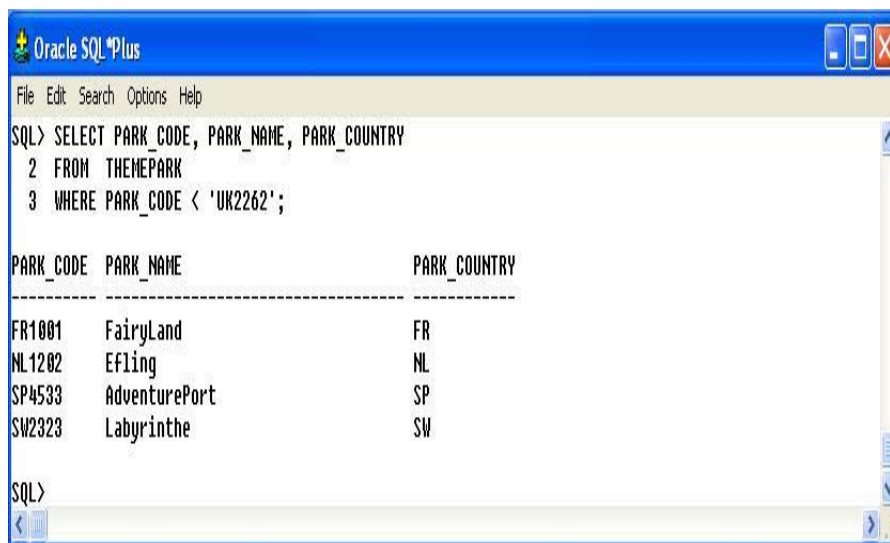 Oracle SQL*Plus
File Edit Search Options Help
SQL> SELECT PARK_CODE, PARK_NAME, PARK_COUNTRY
2 FROM THEMEPARK
3 WHERE PARK_CODE < 'UK2262';
PARK_CODE PARK_NAME PARK_COUNTRY
---------- ----------------------------------- ------------
FR1001 FairyLand FR
NL1202 Efling NL
SP4533 AdventurePort SP
SW2323 Labyrinthe SW
SQL>